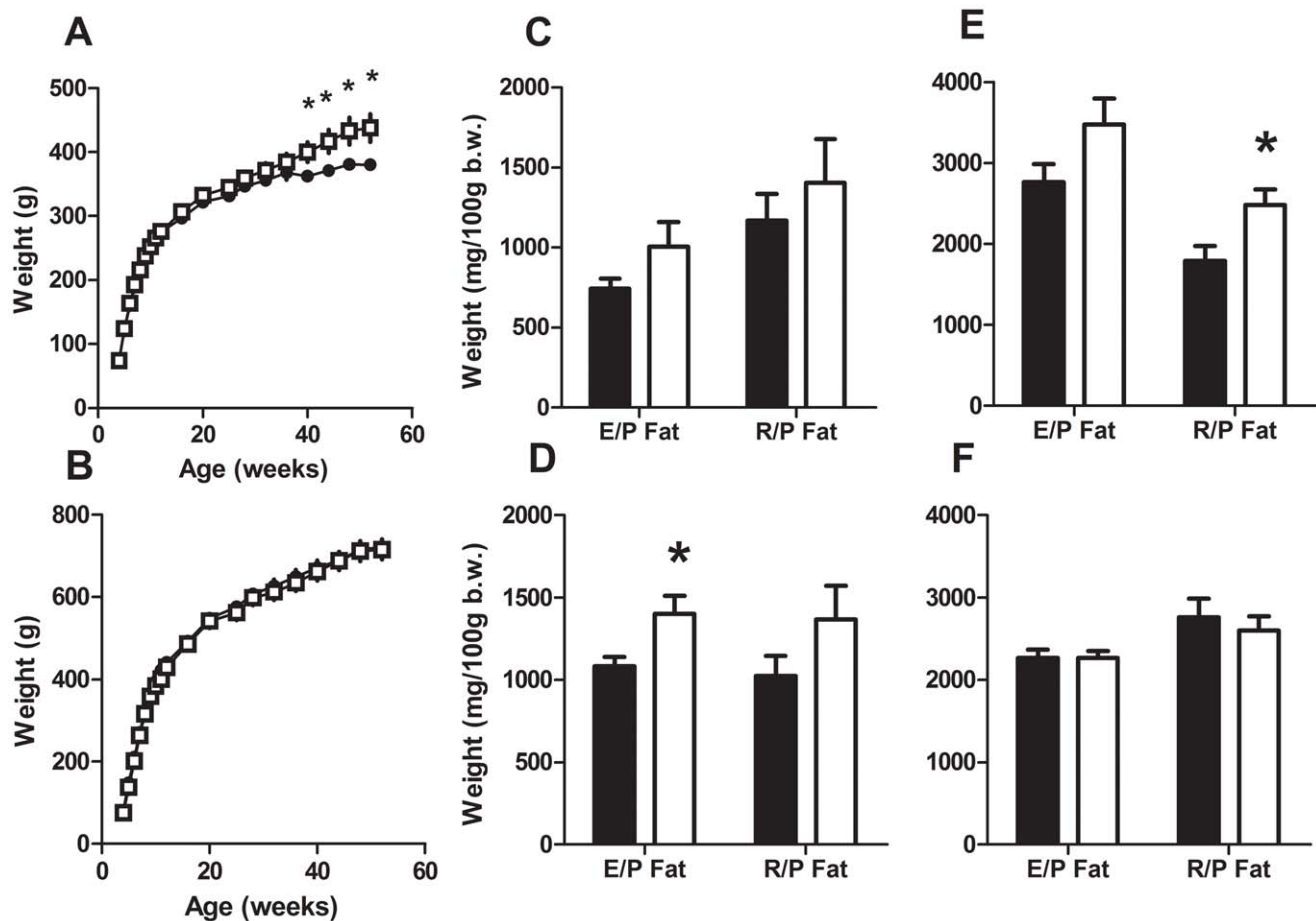 A
500
400
300
200
100
0
Weight (g)
* * * *
0 20 40 60
Age (weeks)
B
800
600
400
200
0
Weight (g)
0 20 40 60
Age (weeks)
C
2000
1500
1000
500
0
Weight (mg/100g b.w.)
E/P Fat R/P Fat
D
2000
1500
1000
500
0
Weight (mg/100g b.w.)
*
E/P Fat R/P Fat
E
4000
3000
2000
1000
0
*
E/P Fat R/P Fat
F
4000
3000
2000
1000
0
E/P Fat R/P Fat